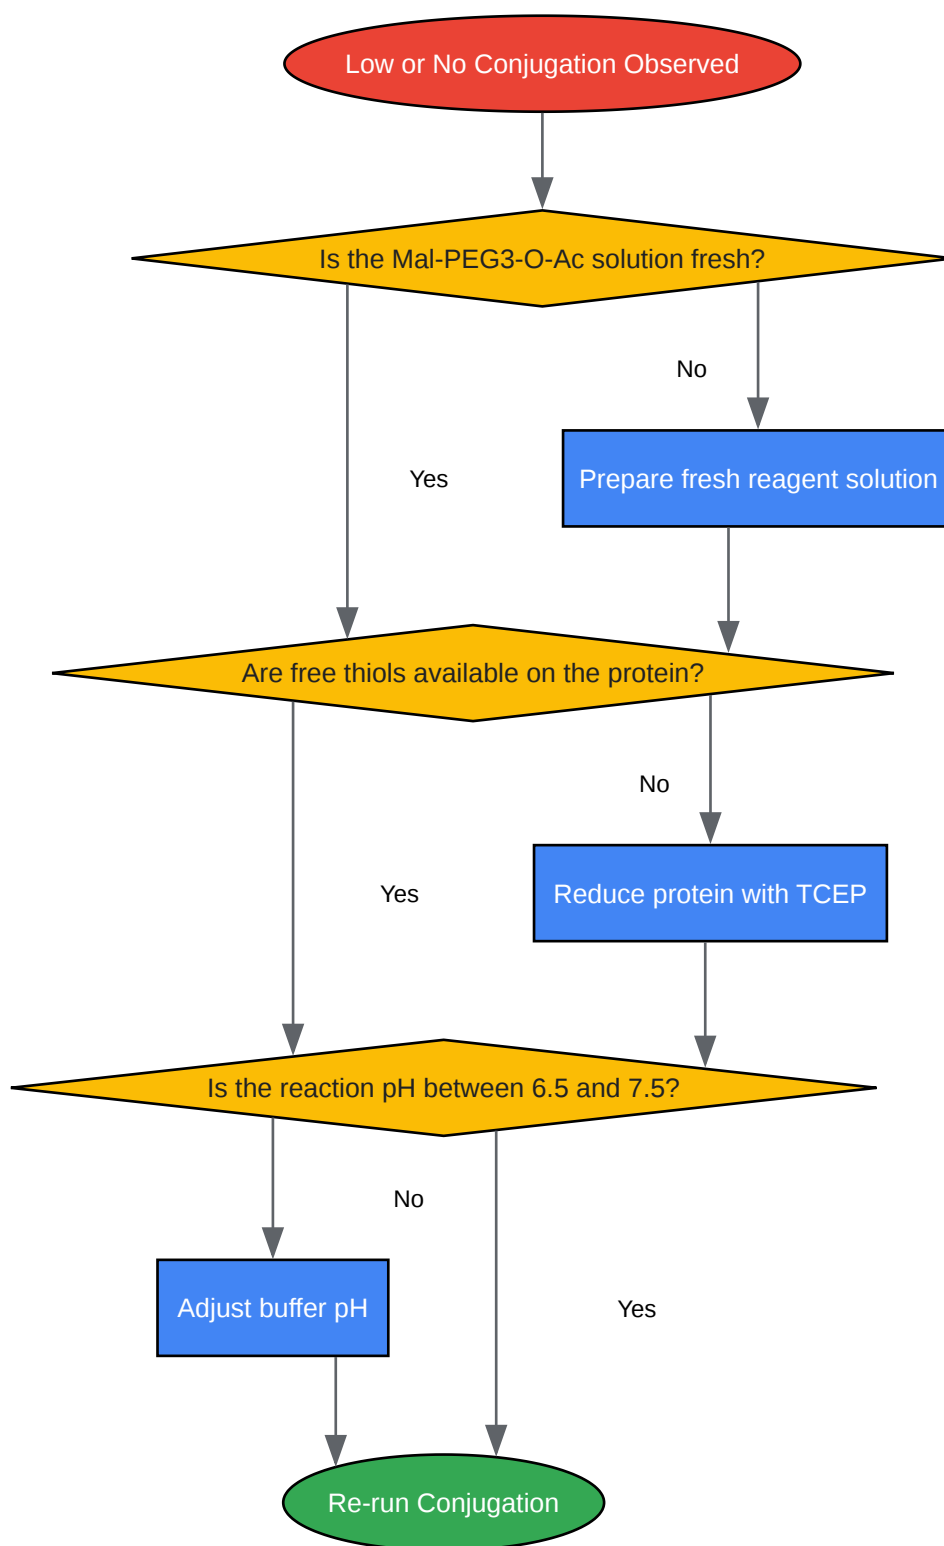 Low or No Conjugation Observed
Is the Mal-PEG3-O-Ac solution fresh?
No
Yes
Prepare fresh reagent solution
Are free thiols available on the protein?
No
Yes
Reduce protein with TCEP
Is the reaction pH between 6.5 and 7.5?
No
Adjust buffer pH
Yes
Re-run Conjugation